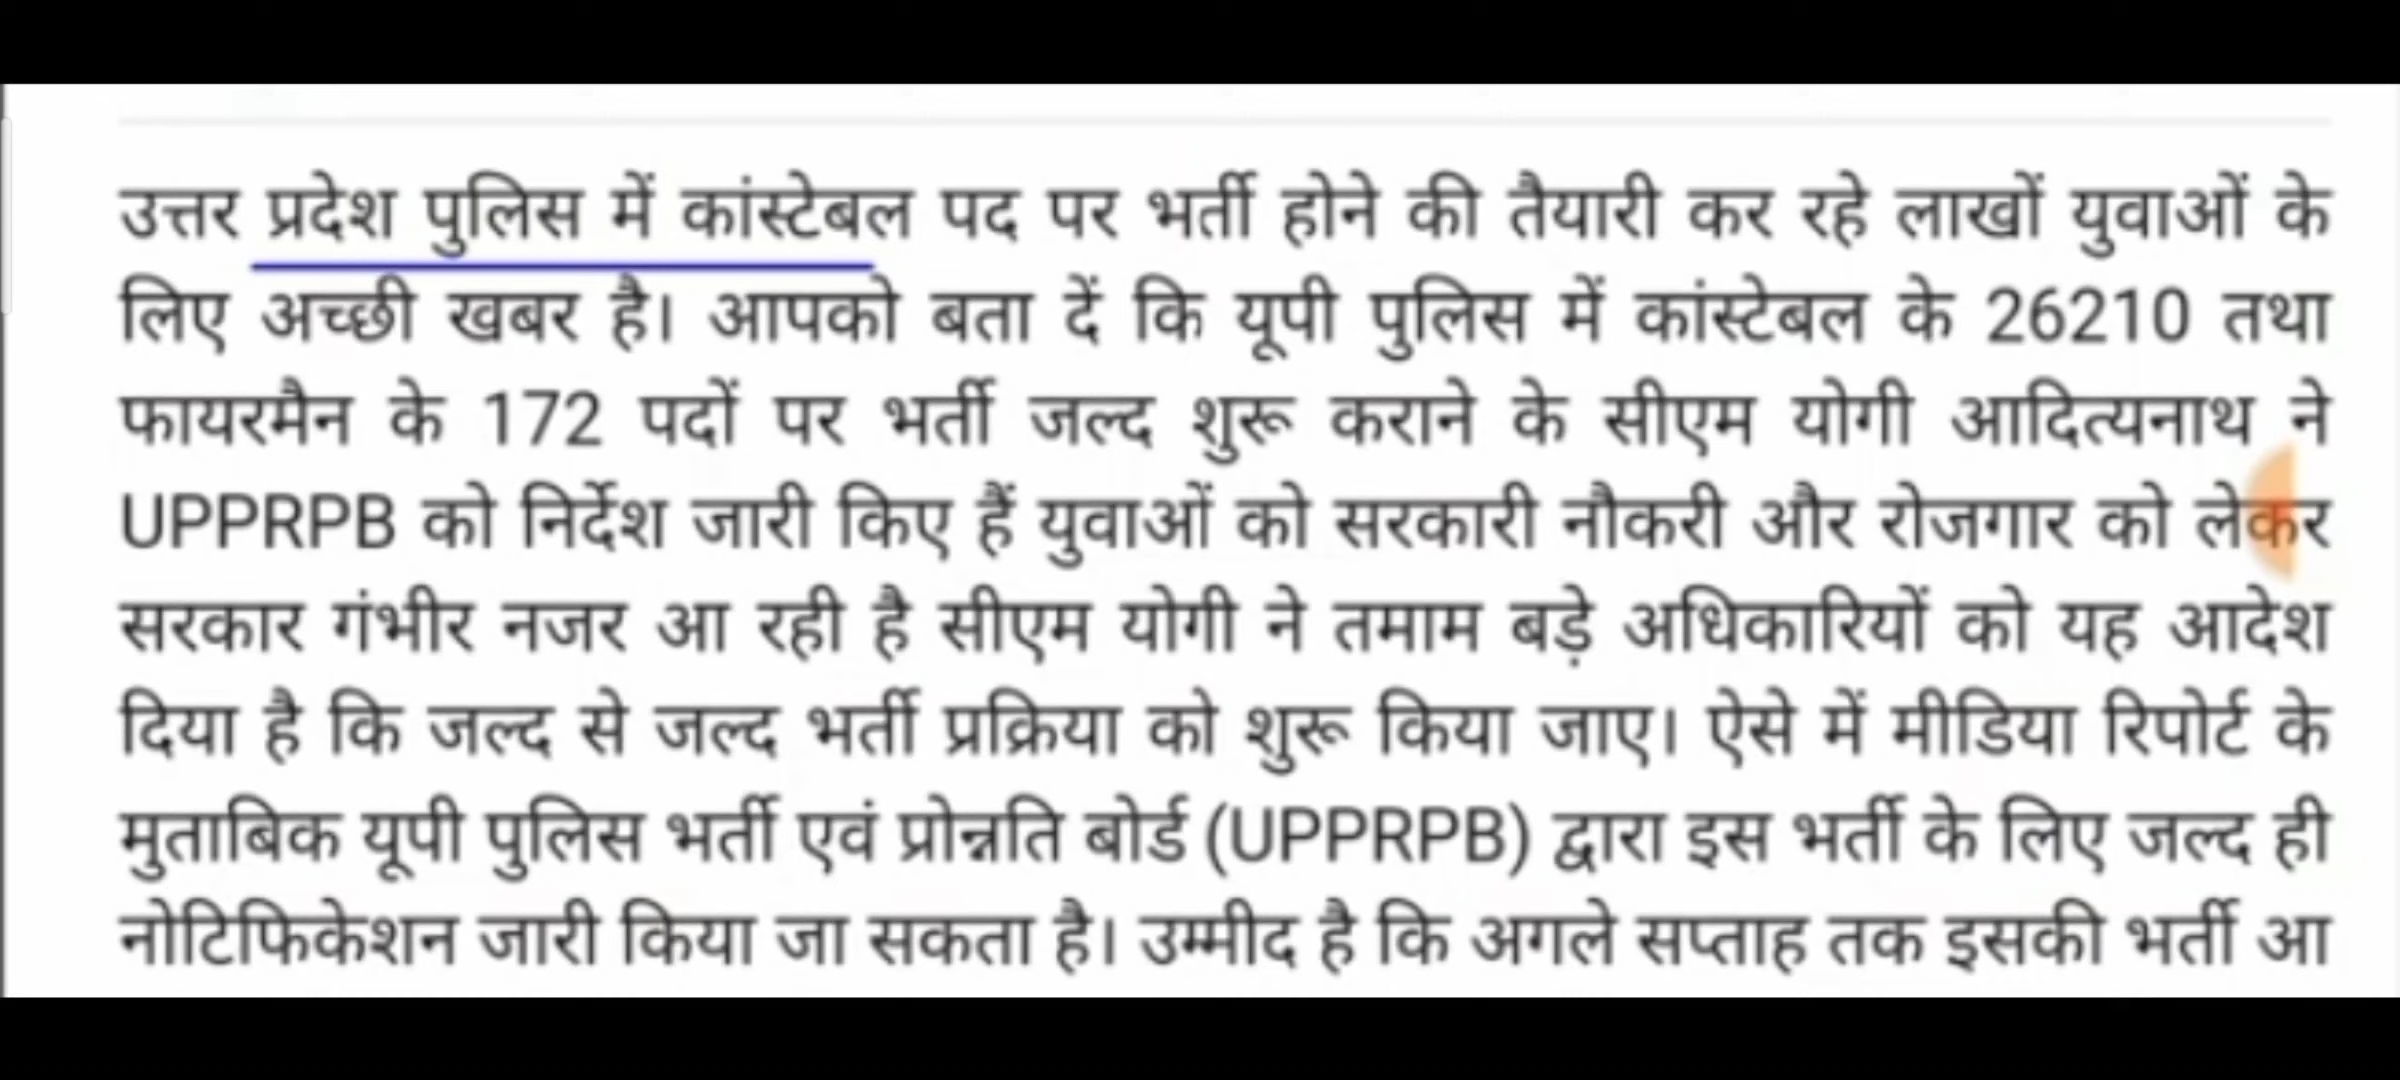 उत्तर प्रदेश पुलिस में कांस्टेबल पद पर भर्ती होने की तैयारी कर रहे लाखों युवाओं के
लिए अच्छी खबर है। आपको बता दें कि यूपी पुलिस में कांस्टेबल के 26210 तथा
फायरमैन के 172 पदों पर भर्ती जल्द शुरू कराने के सीएम योगी आदित्यनाथ ने
UPPRPB को निर्देश जारी किए हैं युवाओं को सरकारी नौकरी और रोजगार को लेकर
सरकार गंभीर नजर आ रही है सीएम योगी ने तमाम बड़े अधिकारियों को यह आदेश
दिया है कि जल्द से जल्द भर्ती प्रक्रिया को शुरू किया जाए। ऐसे में मीडिया रिपोर्ट के
मुताबिक यूपी पुलिस भर्ती एवं प्रोन्नति बोर्ड (UPPRPB) द्वारा इस भर्ती के लिए जल्द ही
नोटिफिकेशन जारी किया जा सकता है। उम्मीद है कि अगले सप्ताह तक इसकी भर्ती आ